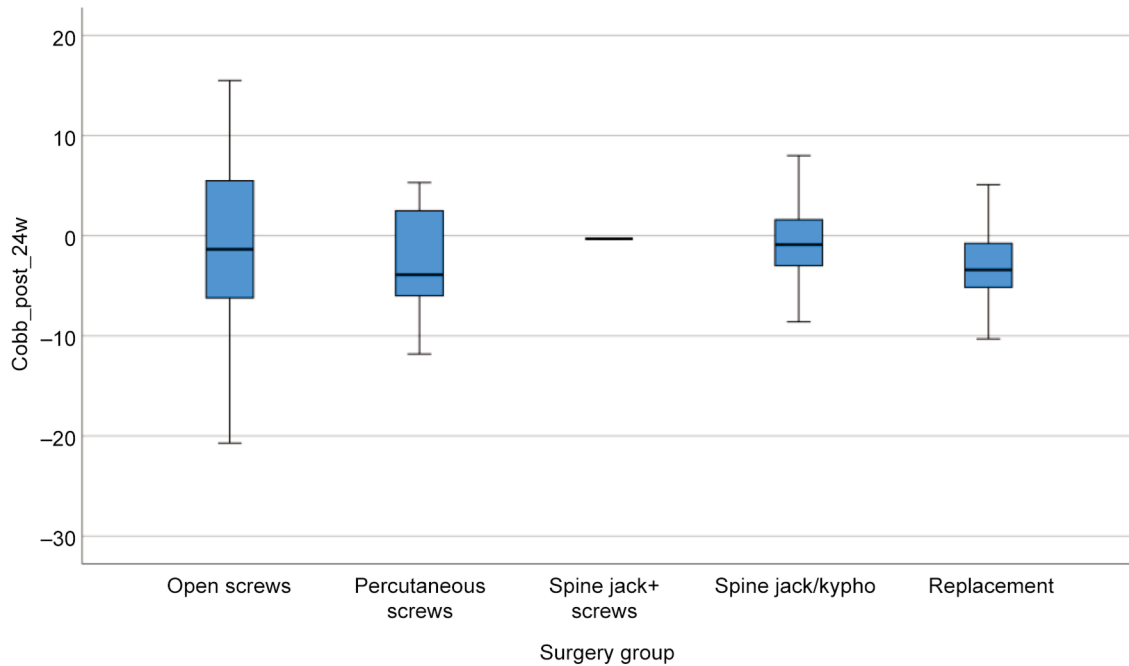 20
10
0
–10
–20
–30
Cobb_post_24w
Open screws
Percutaneous
screws
Spine jack+
screws
Spine jack/kypho
Replacement
Surgery group